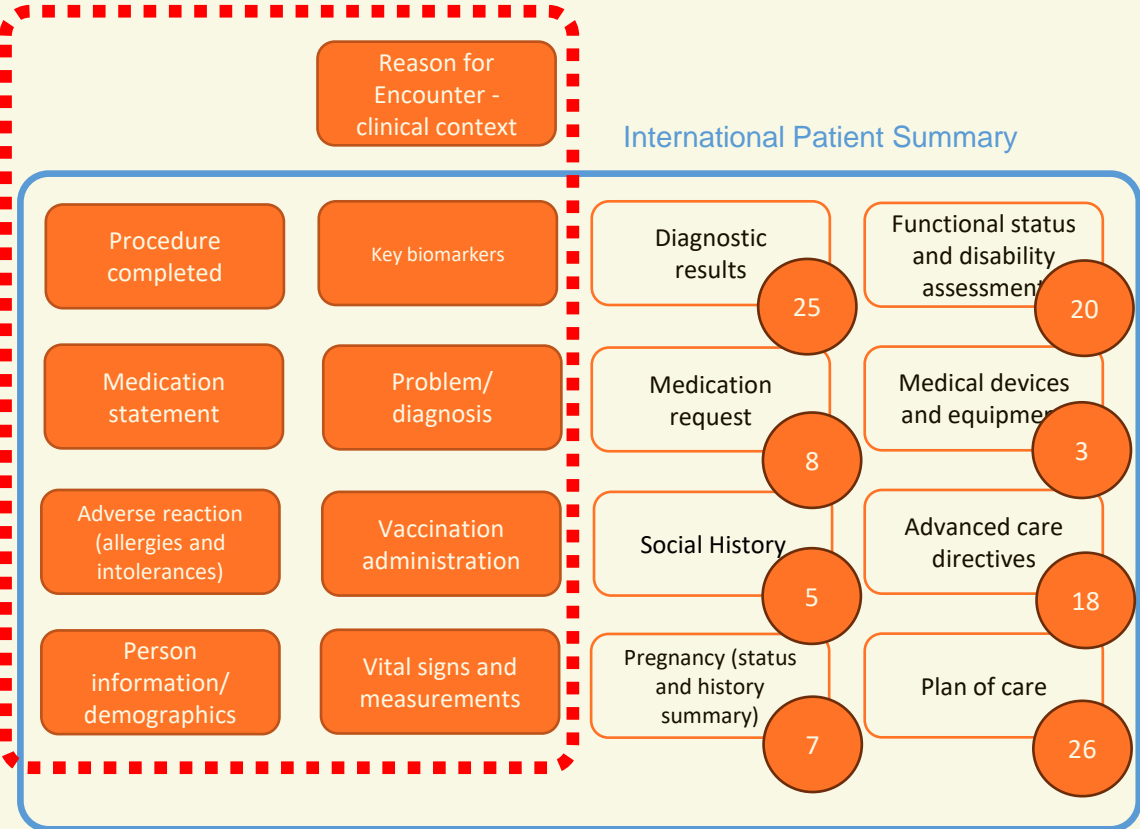 Reason for
Encounter -
clinical context
International Patient Summary
Procedure
completed
Key biomarkers
Diagnostic
results
25
Functional status
and disability
assessment
20
Medication
statement
Problem/
diagnosis
Medication
request
8
Medical devices
and equipment
3
Adverse reaction
(allergies and
intolerances)
Vaccination
administration
Social History
5
Advanced care
directives
18
Person
information/
demographics
Vital signs and
measurements
Pregnancy (status
and history
summary)
7
Plan of care
26